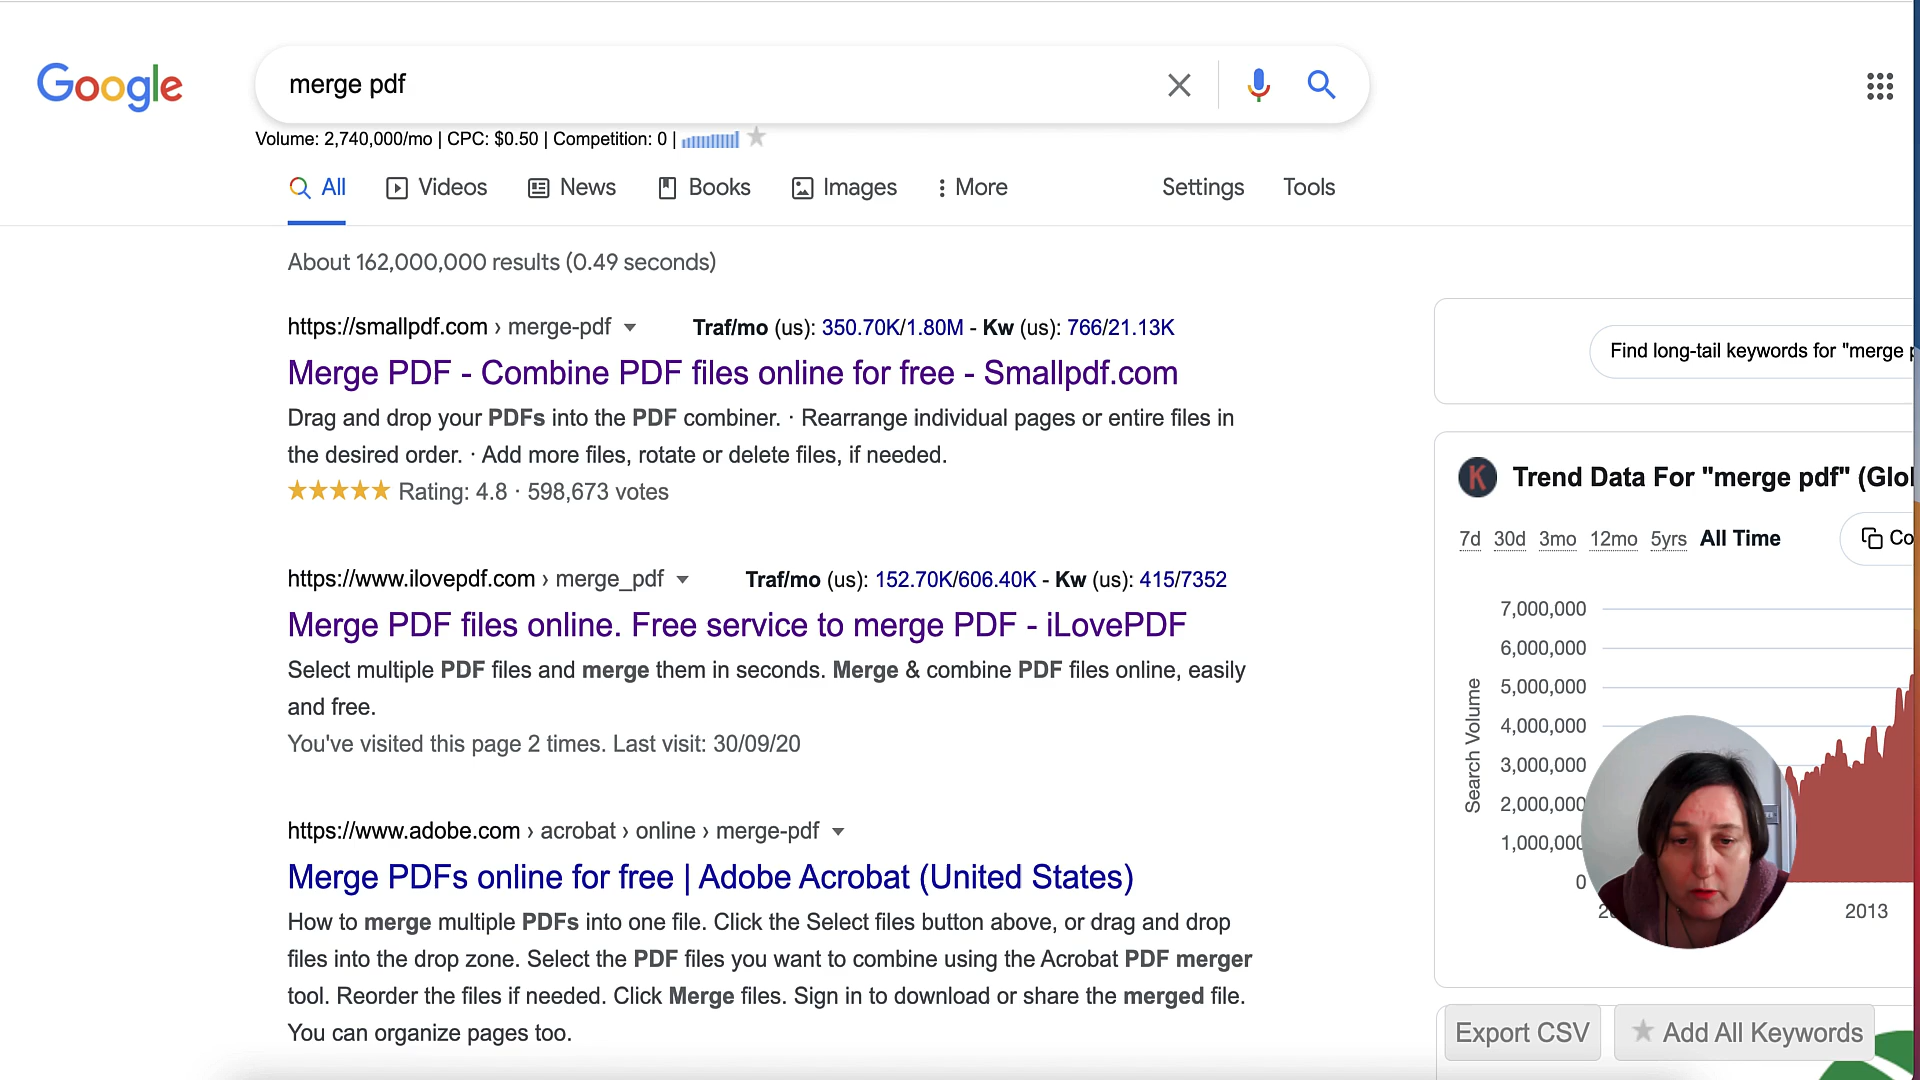 Google
merge pdf
Volume: 2,740,000/mo | CPC: $0.50 | Competition: 0 |
All
Videos
News
Books
Images
More
Settings
Tools
About 162,000,000 results (0.49 seconds)
https://smallpdf.com › merge-pdf
Traf/mo (us): 350.70K/1.80M - Kw (us): 766/21.13K
Merge PDF - Combine PDF files online for free - Smallpdf.com
Drag and drop your PDFs into the PDF combiner. · Rearrange individual pages or entire files in
the desired order. · Add more files, rotate or delete files, if needed.
Rating: 4.8 · 598,673 votes
https://www.ilovepdf.com › merge_pdf
Traf/mo (us): 152.70K/606.40K - Kw (us): 415/7352
Merge PDF files online. Free service to merge PDF - iLovePDF
Select multiple PDF files and merge them in seconds. Merge & combine PDF files online, easily
and free.
You've visited this page 2 times. Last visit: 30/09/20
https://www.adobe.com › acrobat › online › merge-pdf
Merge PDFs online for free | Adobe Acrobat (United States)
How to merge multiple PDFs into one file. Click the Select files button above, or drag and drop
files into the drop zone. Select the PDF files you want to combine using the Acrobat PDF merger
tool. Reorder the files if needed. Click Merge files. Sign in to download or share the merged file.
You can organize pages too.
Find long-tail keywords for "merge p
K
Trend Data For "merge pdf" (Glo
7d 30d 3mo 12mo 5yrs All Time
Co
Search Volume
7,000,000
6,000,000
5,000,000
4,000,000
3,000,000
2,000,000
1,000,000
0
2013
Export CSV
Add All Keywords